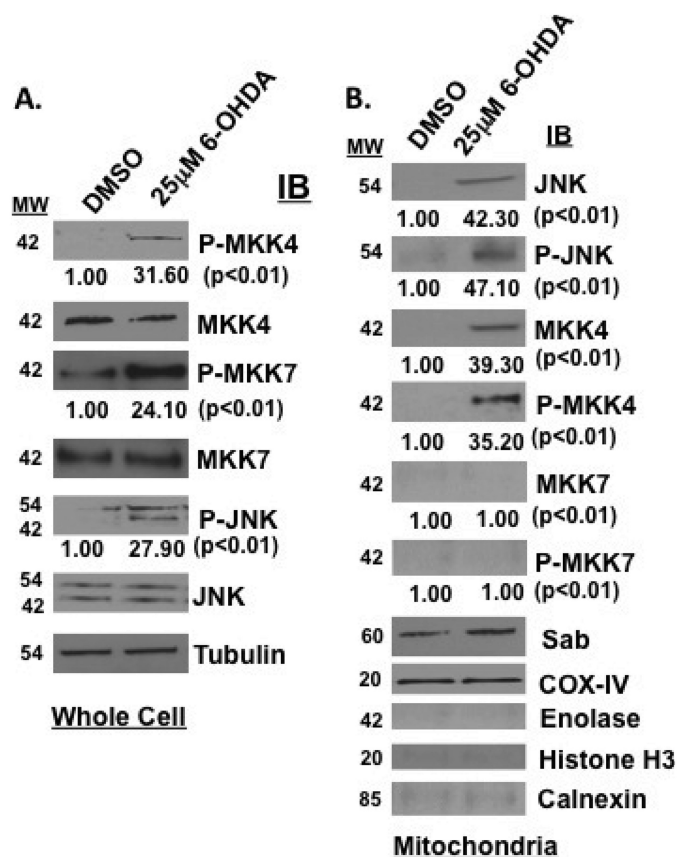 A.
DMSO
25µM 6-OHDA
IB
MW
42
P-MKK4
1.00 31.60 (p<0.01)
42
MKK4
42
P-MKK7
1.00 24.10 (p<0.01)
42
MKK7
54
42
P-JNK
1.00 27.90 (p<0.01)
54
42
JNK
54
Tubulin
Whole Cell
B.
DMSO
25µM 6-OHDA
IB
MW
54
JNK
1.00 42.30 (p<0.01)
54
P-JNK
1.00 47.10 (p<0.01)
42
MKK4
1.00 39.30 (p<0.01)
42
P-MKK4
1.00 35.20 (p<0.01)
42
MKK7
1.00 1.00 (p<0.01)
42
P-MKK7
1.00 1.00 (p<0.01)
60
Sab
20
COX-IV
42
Enolase
20
Histone H3
85
Calnexin
Mitochondria